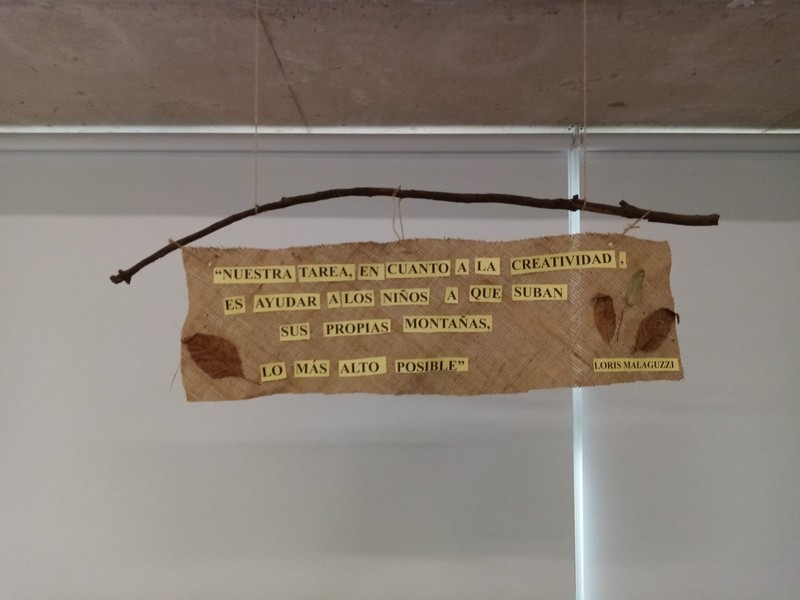 “NUESTRA TAREA, EN CUANTO A LA CREATIVIDAD,
ES AYUDAR A LOS NIÑOS A QUE SUBAN
SUS PROPIAS MONTAÑAS,
LO MÁS ALTO POSIBLE”
LORIS MALAGUZZI